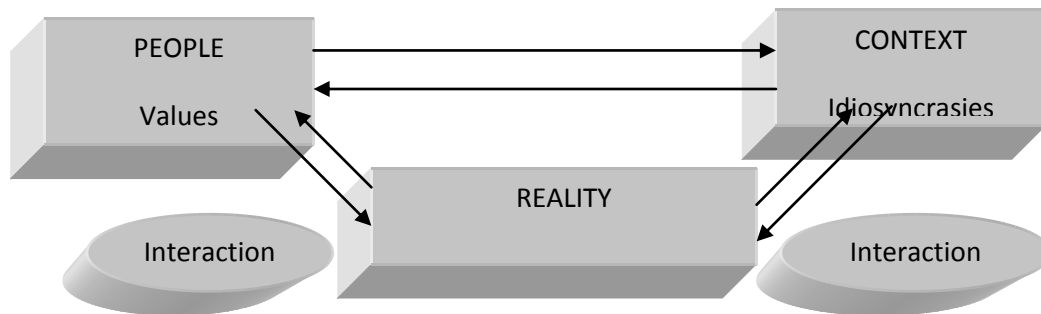 PEOPLE
Values
CONTEXT
Idiosyncrasies
REALITY
Interaction
Interaction